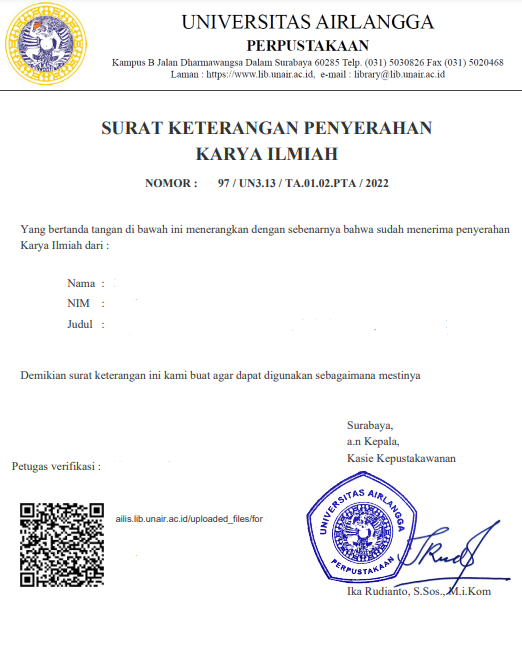 UNIVERSITAS AIRLANGGA
PERPUSTAKAAN
Kampus B Jalan Dharmawangsa Dalam Surabaya 60285 Telp. (031) 5030826 Fax (031) 5020468
Laman : https://www.lib.unair.ac.id, e-mail : library@lib.unair.ac.id
SURAT KETERANGAN PENYERAHAN
KARYA ILMIAH
NOMOR : 97 / UN3.13 / TA.01.02.PTA / 2022
Yang bertanda tangan di bawah ini menerangkan dengan sebenarnya bahwa sudah menerima penyerahan
Karya Ilmiah dari :
Nama :
NIM :
Judul :
Demikian surat keterangan ini kami buat agar dapat digunakan sebagaimana mestinya
Surabaya,
a.n Kepala,
Kasie Kepustakawanan
Petugas verifikasi :
ailis.lib.unair.ac.id/uploaded_files/for
UNIVERSITAS AIRLANGGA
PERPUSTAKAAN
Ika Rudianto, S.Sos., M.i.Kom